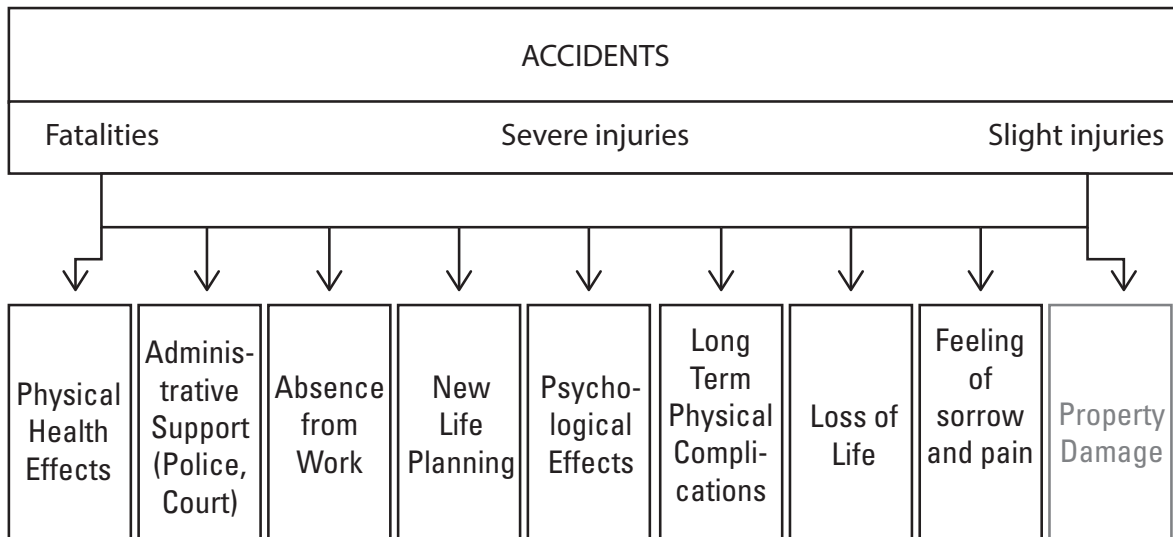 ACCIDENTS
Fatalities
Severe injuries
Slight injuries
Physical
Health
Effects
Adminis-
trative
Support
(Police,
Court)
Absence
from
Work
New
Life
Planning
Psycho-
logical
Effects
Long
Term
Physical
Compli-
cations
Loss of
Life
Feeling
of
sorrow
and pain
Property
Damage